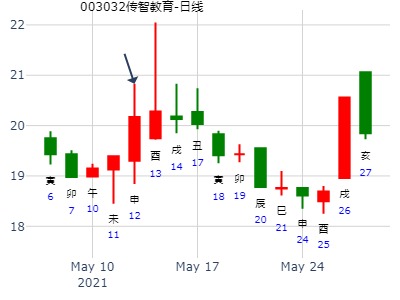 003032传智教育-日线
22
21
20
19
18
寅
6
卯
7
午
10
未
11
申
12
酉
13
戌
14
丑
17
寅
18
卯
19
辰
20
巳
21
申
24
酉
25
戌
26
亥
27
May 10
2021
May 17
May 24